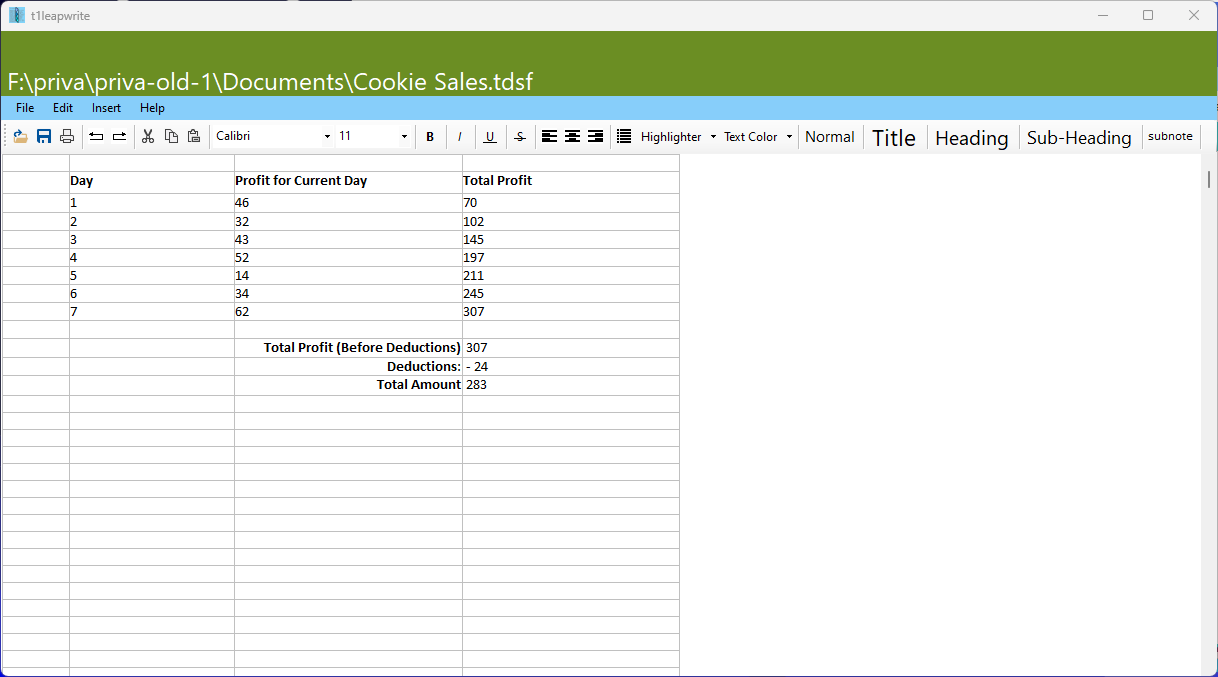 t1leapwrite
F:\priva\priva-old-1\Documents\Cookie Sales.tdsf
File Edit Insert Help
Calibri 11 B I U S Highlighter Text Color Normal Title Heading Sub-Heading subnote
Day Profit for Current Day Total Profit
1 46 70
2 32 102
3 43 145
4 52 197
5 14 211
6 34 245
7 62 307
Total Profit (Before Deductions) 307
Deductions: - 24
Total Amount 283